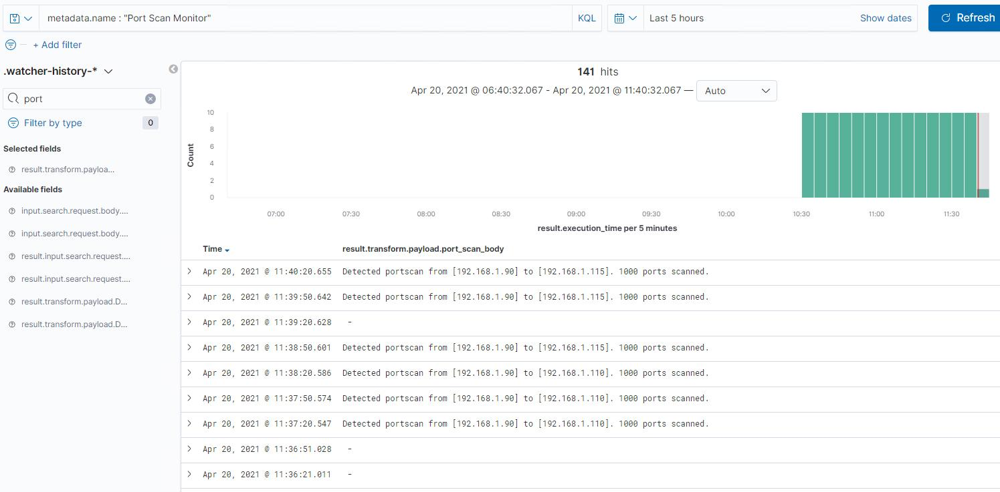 metadata.name : "Port Scan Monitor" KQL Last 5 hours Show dates Refresh
+ Add filter
.watcher-history-*
port
Filter by type 0
Selected fields
result.transform.payloa...
Available fields
input.search.request.body....
input.search.request.body....
result.input.search.request....
result.input.search.request....
result.transform.payload.D...
result.transform.payload.D...
141 hits
Apr 20, 2021 @ 06:40:32.067 - Apr 20, 2021 @ 11:40:32.067 — Auto
Count
10
8
6
4
2
0
07:00 07:30 08:00 08:30 09:00 09:30 10:00 10:30 11:00 11:30
result.execution_time per 5 minutes
Time result.transform.payload.port_scan_body
Apr 20, 2021 @ 11:40:20.655 Detected portscan from [192.168.1.90] to [192.168.1.115]. 1000 ports scanned.
Apr 20, 2021 @ 11:39:50.642 Detected portscan from [192.168.1.90] to [192.168.1.115]. 1000 ports scanned.
Apr 20, 2021 @ 11:39:20.628 -
Apr 20, 2021 @ 11:38:50.601 Detected portscan from [192.168.1.90] to [192.168.1.115]. 1000 ports scanned.
Apr 20, 2021 @ 11:38:20.586 Detected portscan from [192.168.1.90] to [192.168.1.110]. 1000 ports scanned.
Apr 20, 2021 @ 11:37:50.574 Detected portscan from [192.168.1.90] to [192.168.1.110]. 1000 ports scanned.
Apr 20, 2021 @ 11:37:20.547 Detected portscan from [192.168.1.90] to [192.168.1.110]. 1000 ports scanned.
Apr 20, 2021 @ 11:36:51.028 -
Apr 20, 2021 @ 11:36:21.011 -